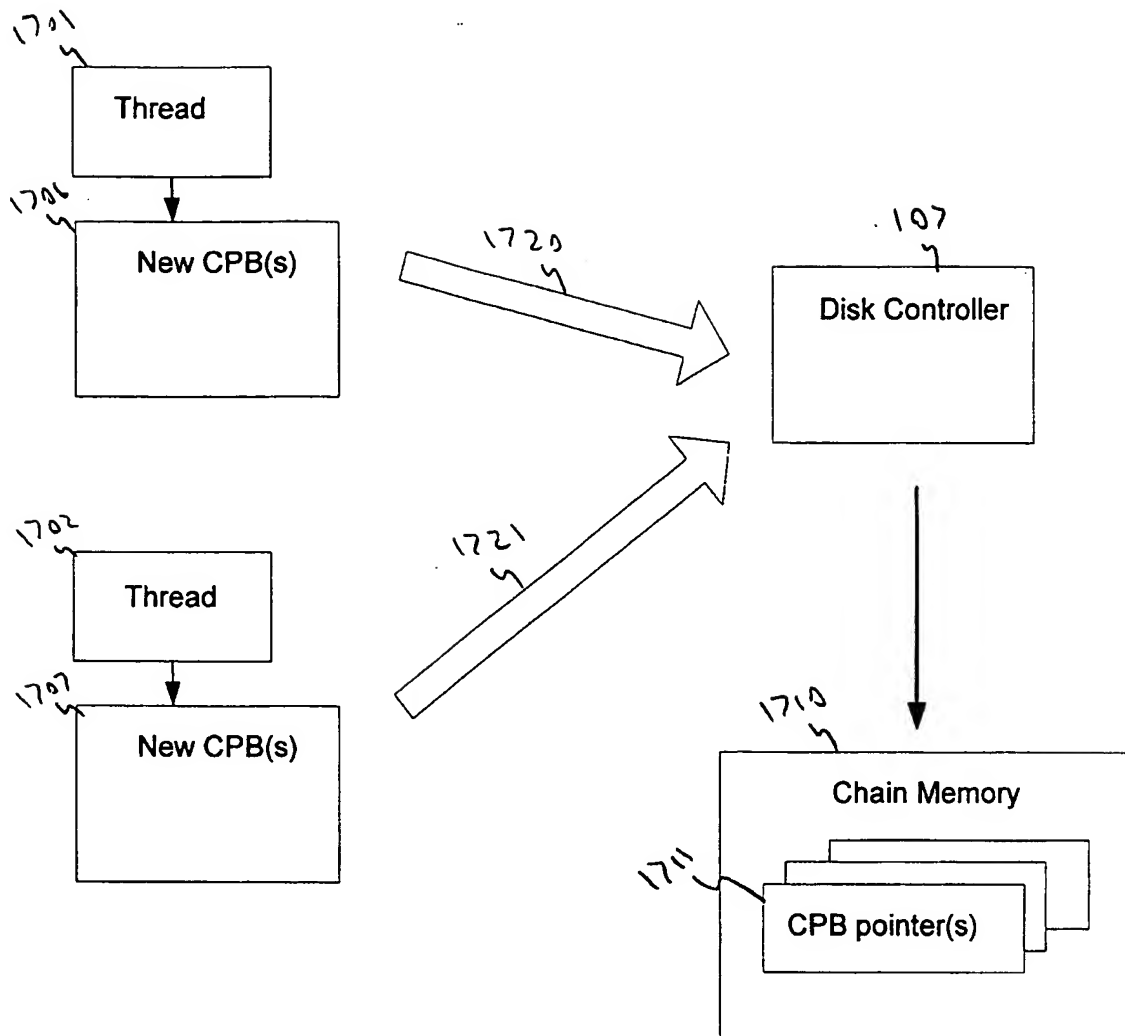 1701
Thread
1706
New CPB(s)
1720
107
Disk Controller
1702
Thread
1721
1707
New CPB(s)
1710
Chain Memory
1711
CPB pointer(s)